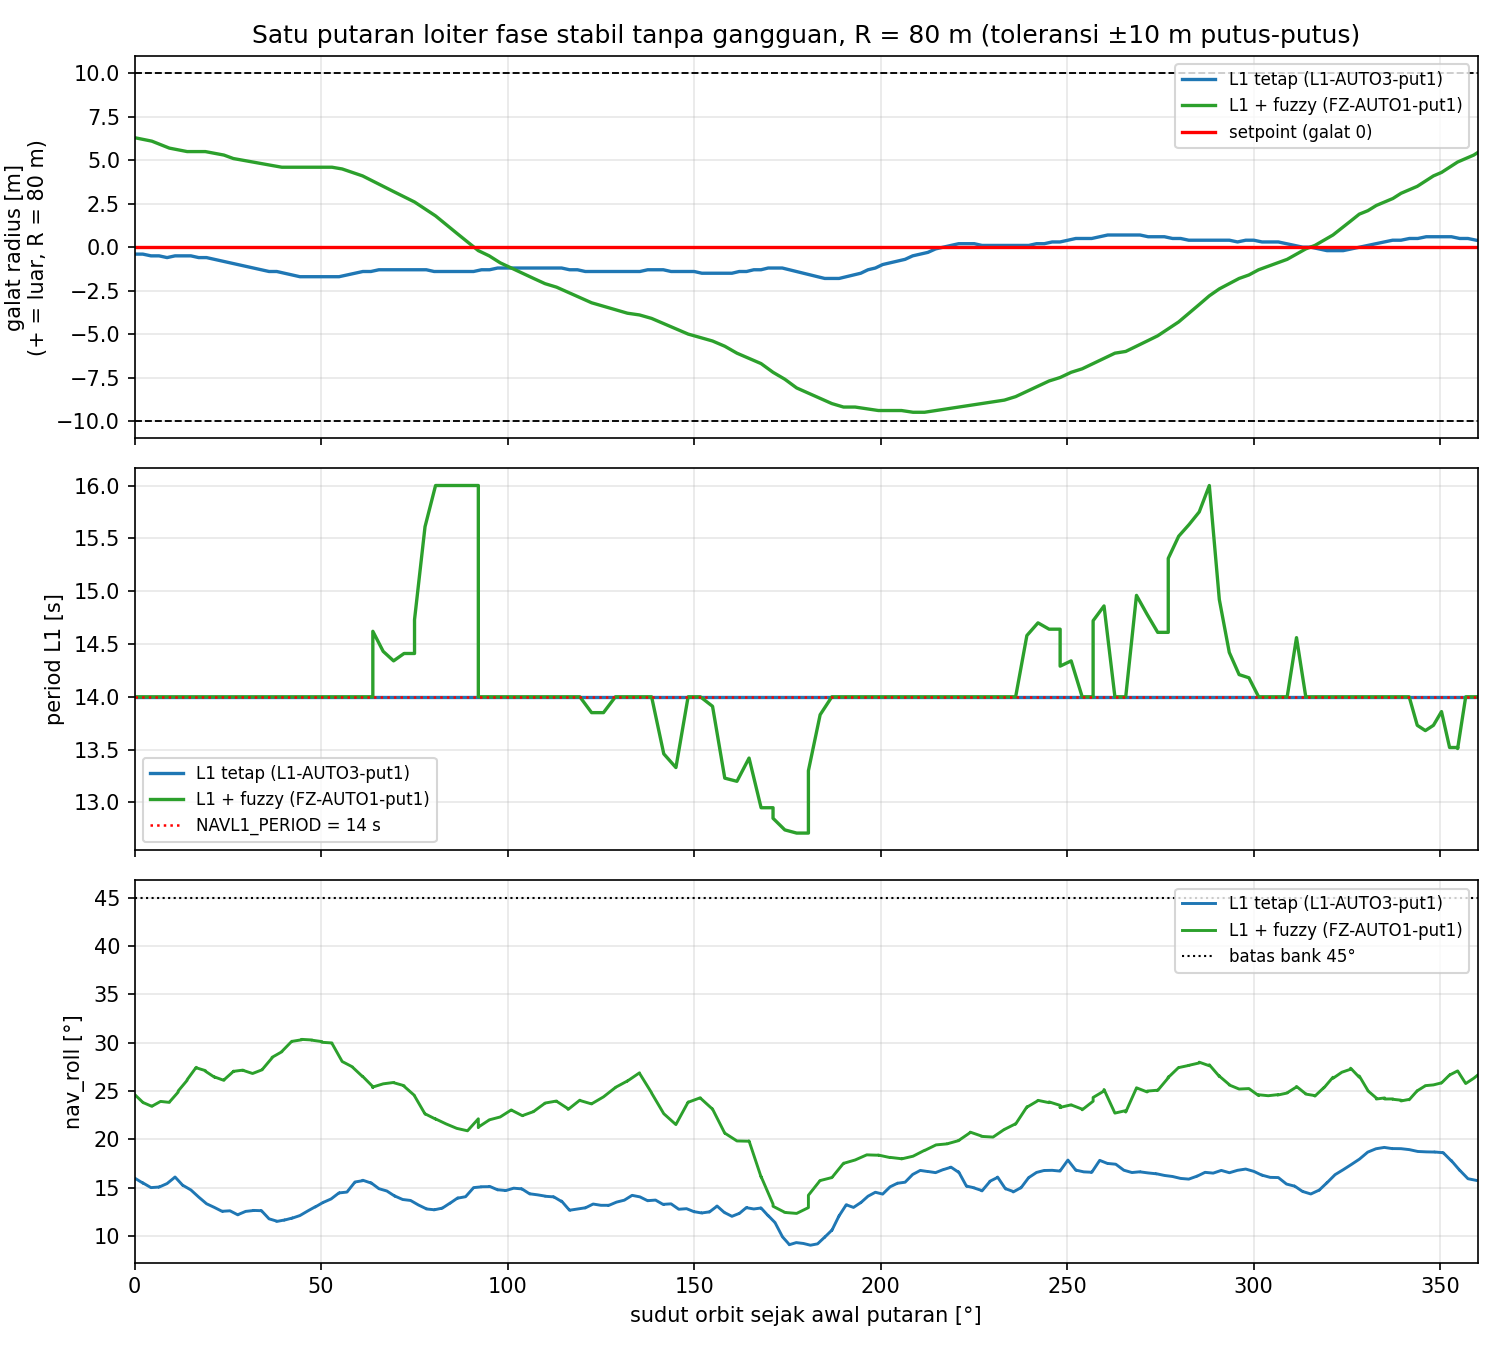 Satu putaran loiter fase stabil tanpa gangguan, R = 80 m (toleransi ±10 m putus-putus)
galat radius [m]
(+ = luar, R = 80 m)
10.0
7.5
5.0
2.5
0.0
−2.5
−5.0
−7.5
−10.0
L1 tetap (L1-AUTO3-put1)
L1 + fuzzy (FZ-AUTO1-put1)
setpoint (galat 0)
period L1 [s]
16.0
15.5
15.0
14.5
14.0
13.5
13.0
L1 tetap (L1-AUTO3-put1)
L1 + fuzzy (FZ-AUTO1-put1)
NAVL1_PERIOD = 14 s
nav_roll [°]
45
40
35
30
25
20
15
10
L1 tetap (L1-AUTO3-put1)
L1 + fuzzy (FZ-AUTO1-put1)
batas bank 45°
0 50 100 150 200 250 300 350
sudut orbit sejak awal putaran [°]